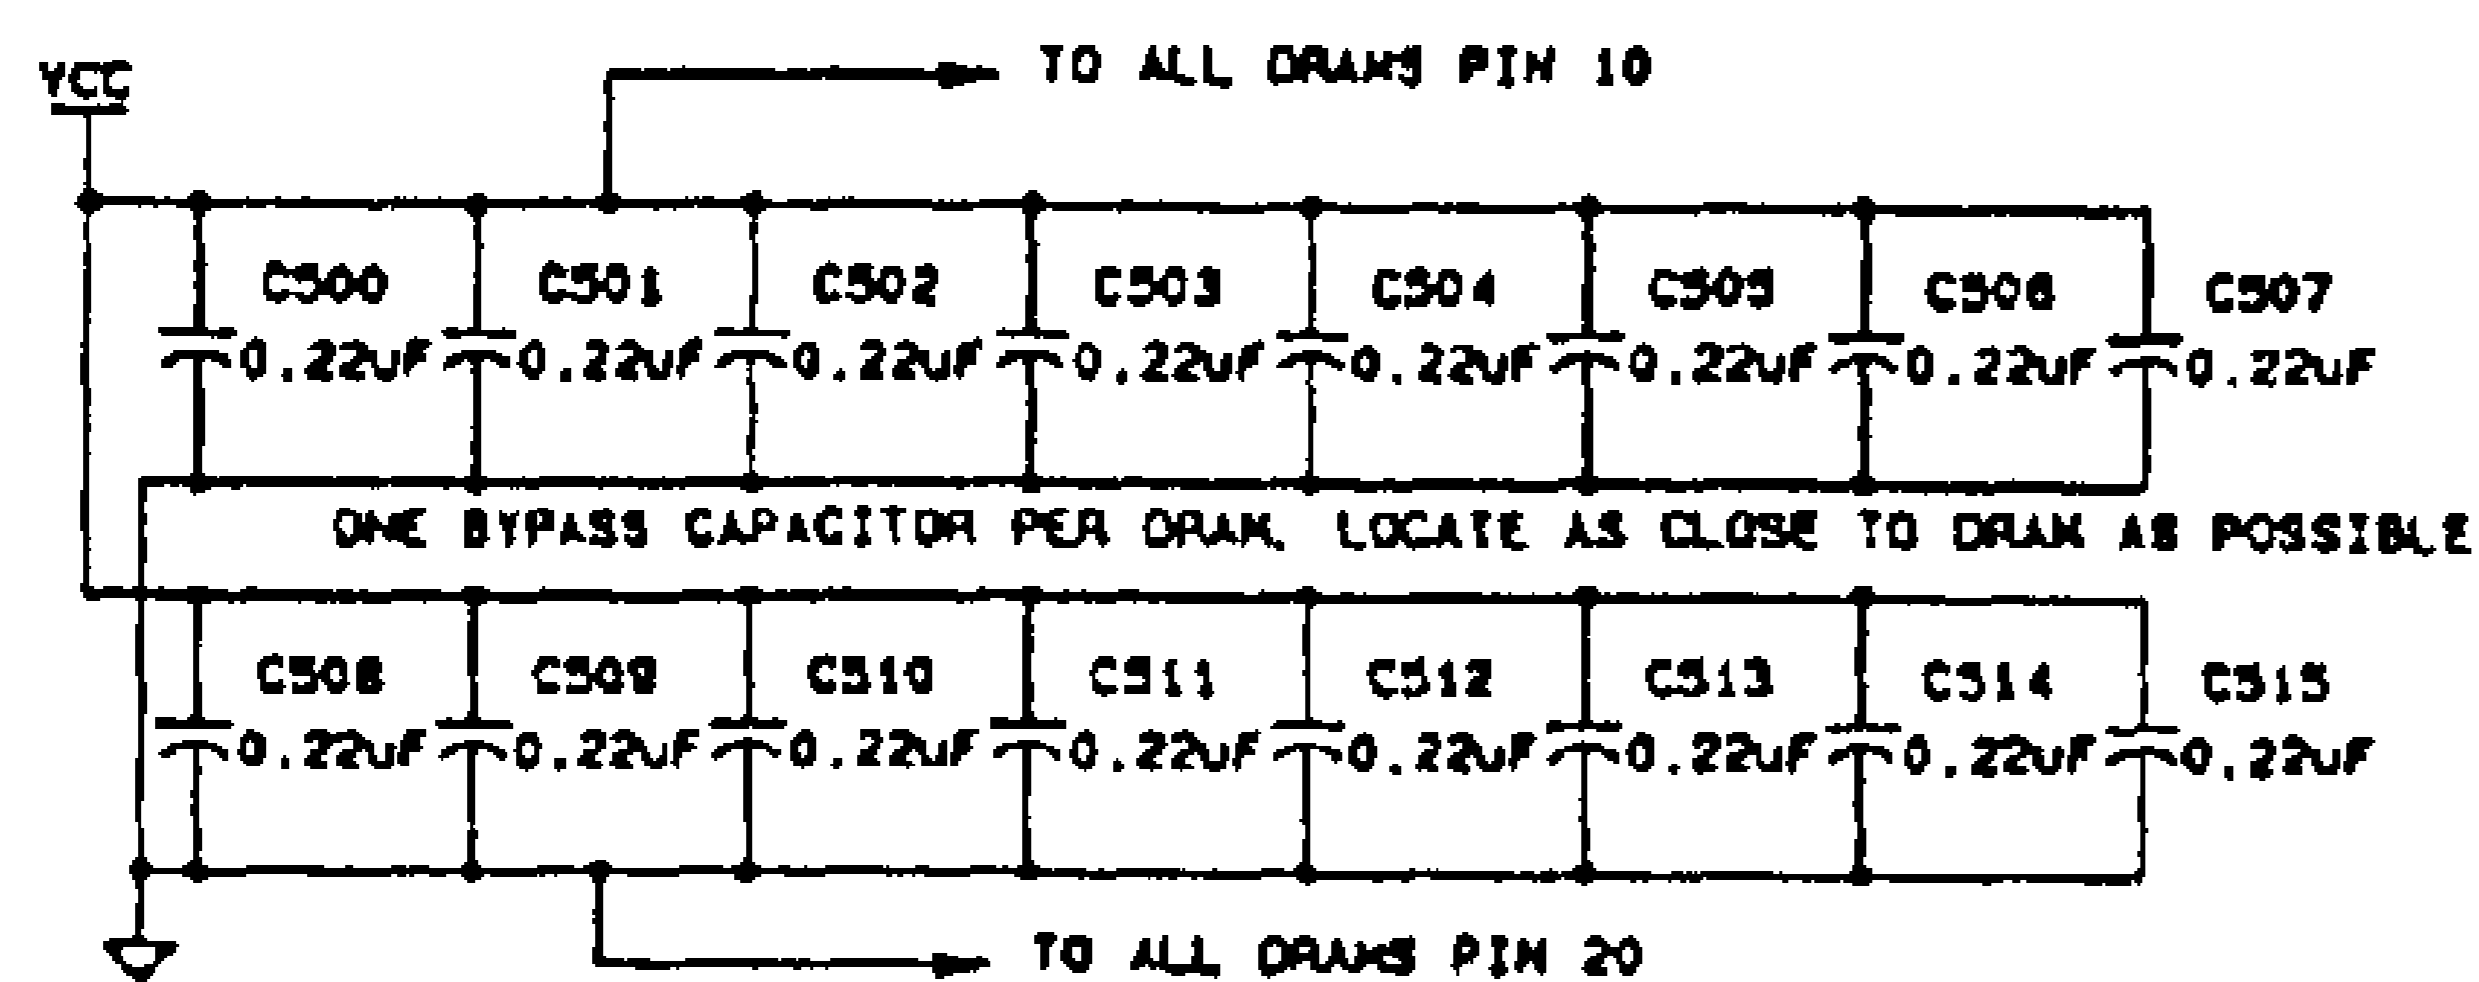 VCC
TO ALL DRAMS PIN 10
C500 C501 C502 C503 C504 C505 C506 C507
0.22uF 0.22uF 0.22uF 0.22uF 0.22uF 0.22uF 0.22uF 0.22uF
ONE BYPASS CAPACITOR PER DRAM. LOCATE AS CLOSE TO DRAM AS POSSIBLE
C508 C509 C510 C511 C512 C513 C514 C515
0.22uF 0.22uF 0.22uF 0.22uF 0.22uF 0.22uF 0.22uF 0.22uF
TO ALL DRAMS PIN 20